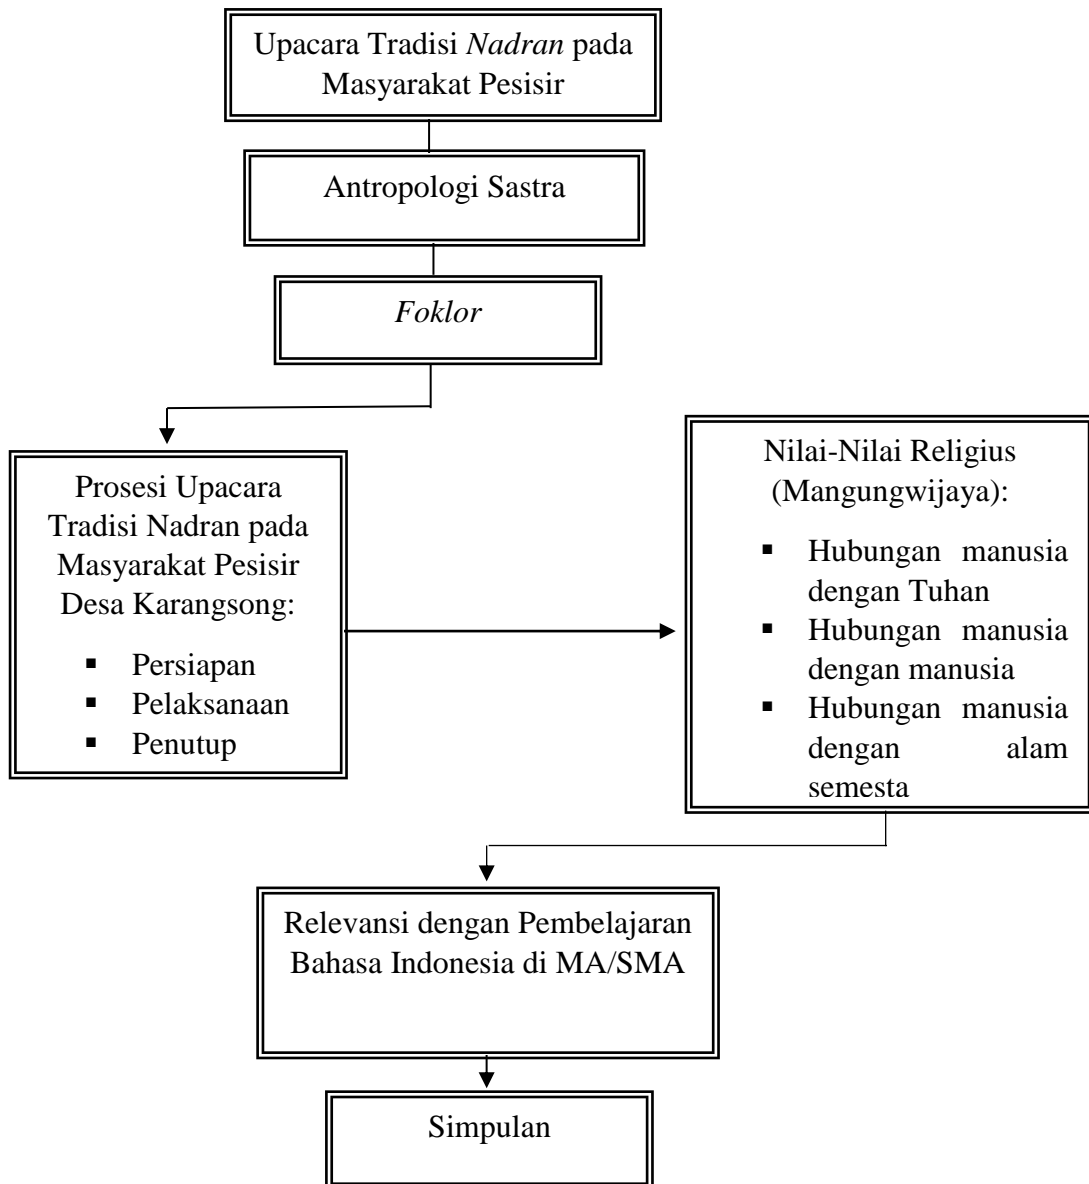 Upacara Tradisi Nadran pada
Masyarakat Pesisir
Antropologi Sastra
Foklor
Prosesi Upacara
Tradisi Nadran pada
Masyarakat Pesisir
Desa Karangsong:
▪ Persiapan
▪ Pelaksanaan
▪ Penutup
Nilai-Nilai Religius
(Mangungwijaya):
▪ Hubungan manusia
dengan Tuhan
▪ Hubungan manusia
dengan manusia
▪ Hubungan manusia
dengan alam
semesta
Relevansi dengan Pembelajaran
Bahasa Indonesia di MA/SMA
Simpulan